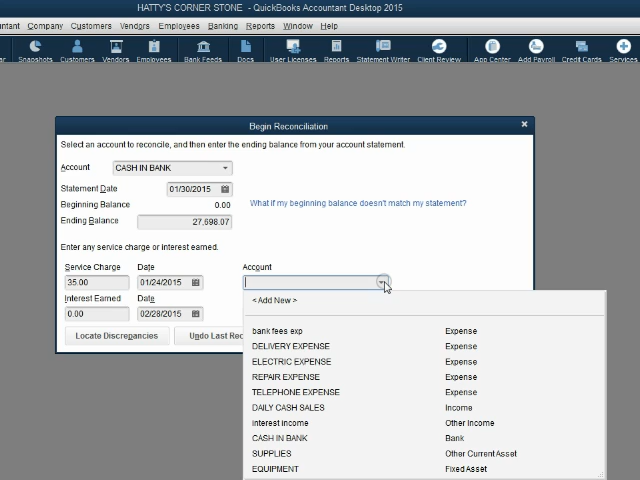 HATTY'S CORNER STONE - QuickBooks Accountant Desktop 2015
ntant Company Customers Vendors Employees Banking Reports Window Help
ar Snapshots Customers Vendors Employees Bank Feeds Docs User Licenses Reports Statement Writer Client Review App Center Add Payroll Credit Cards Services
Begin Reconciliation
Select an account to reconcile, and then enter the ending balance from your account statement.
Account CASH IN BANK
Statement Date 01/30/2015
Beginning Balance 0.00 What if my beginning balance doesn't match my statement?
Ending Balance 27,698.07
Enter any service charge or interest earned.
Service Charge Date Account
35.00 01/24/2015
Interest Earned Date
0.00 02/28/2015
Locate Discrepancies Undo Last Rec
< Add New >
bank fees exp Expense
DELIVERY EXPENSE Expense
ELECTRIC EXPENSE Expense
REPAIR EXPENSE Expense
TELEPHONE EXPENSE Expense
DAILY CASH SALES Income
interest income Other Income
CASH IN BANK Bank
SUPPLIES Other Current Asset
EQUIPMENT Fixed Asset